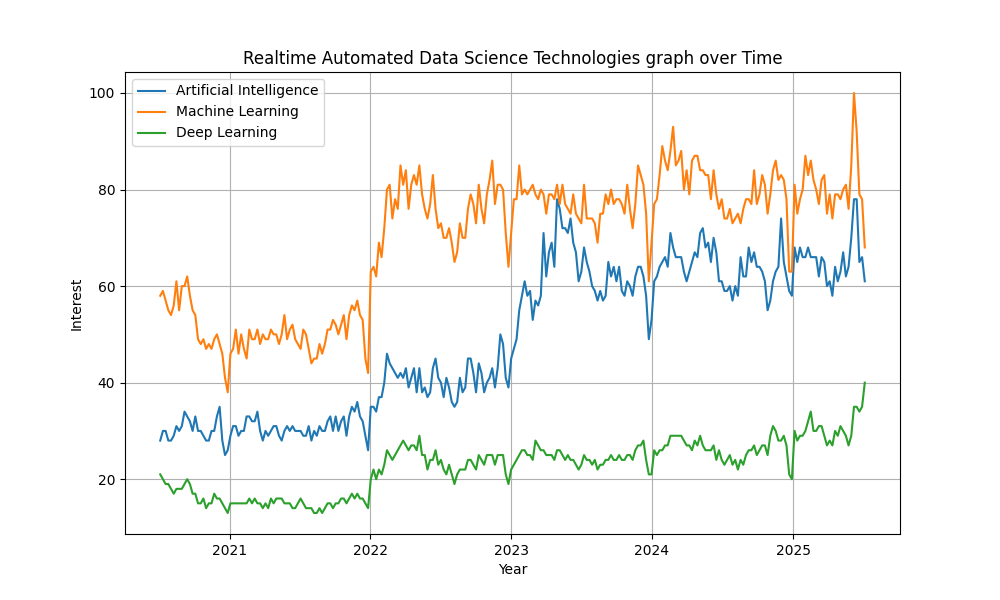 Realtime Automated Data Science Technologies graph over Time
Artificial Intelligence
Machine Learning
Deep Learning
100
80
60
40
20
Interest
2021 2022 2023 2024 2025
Year